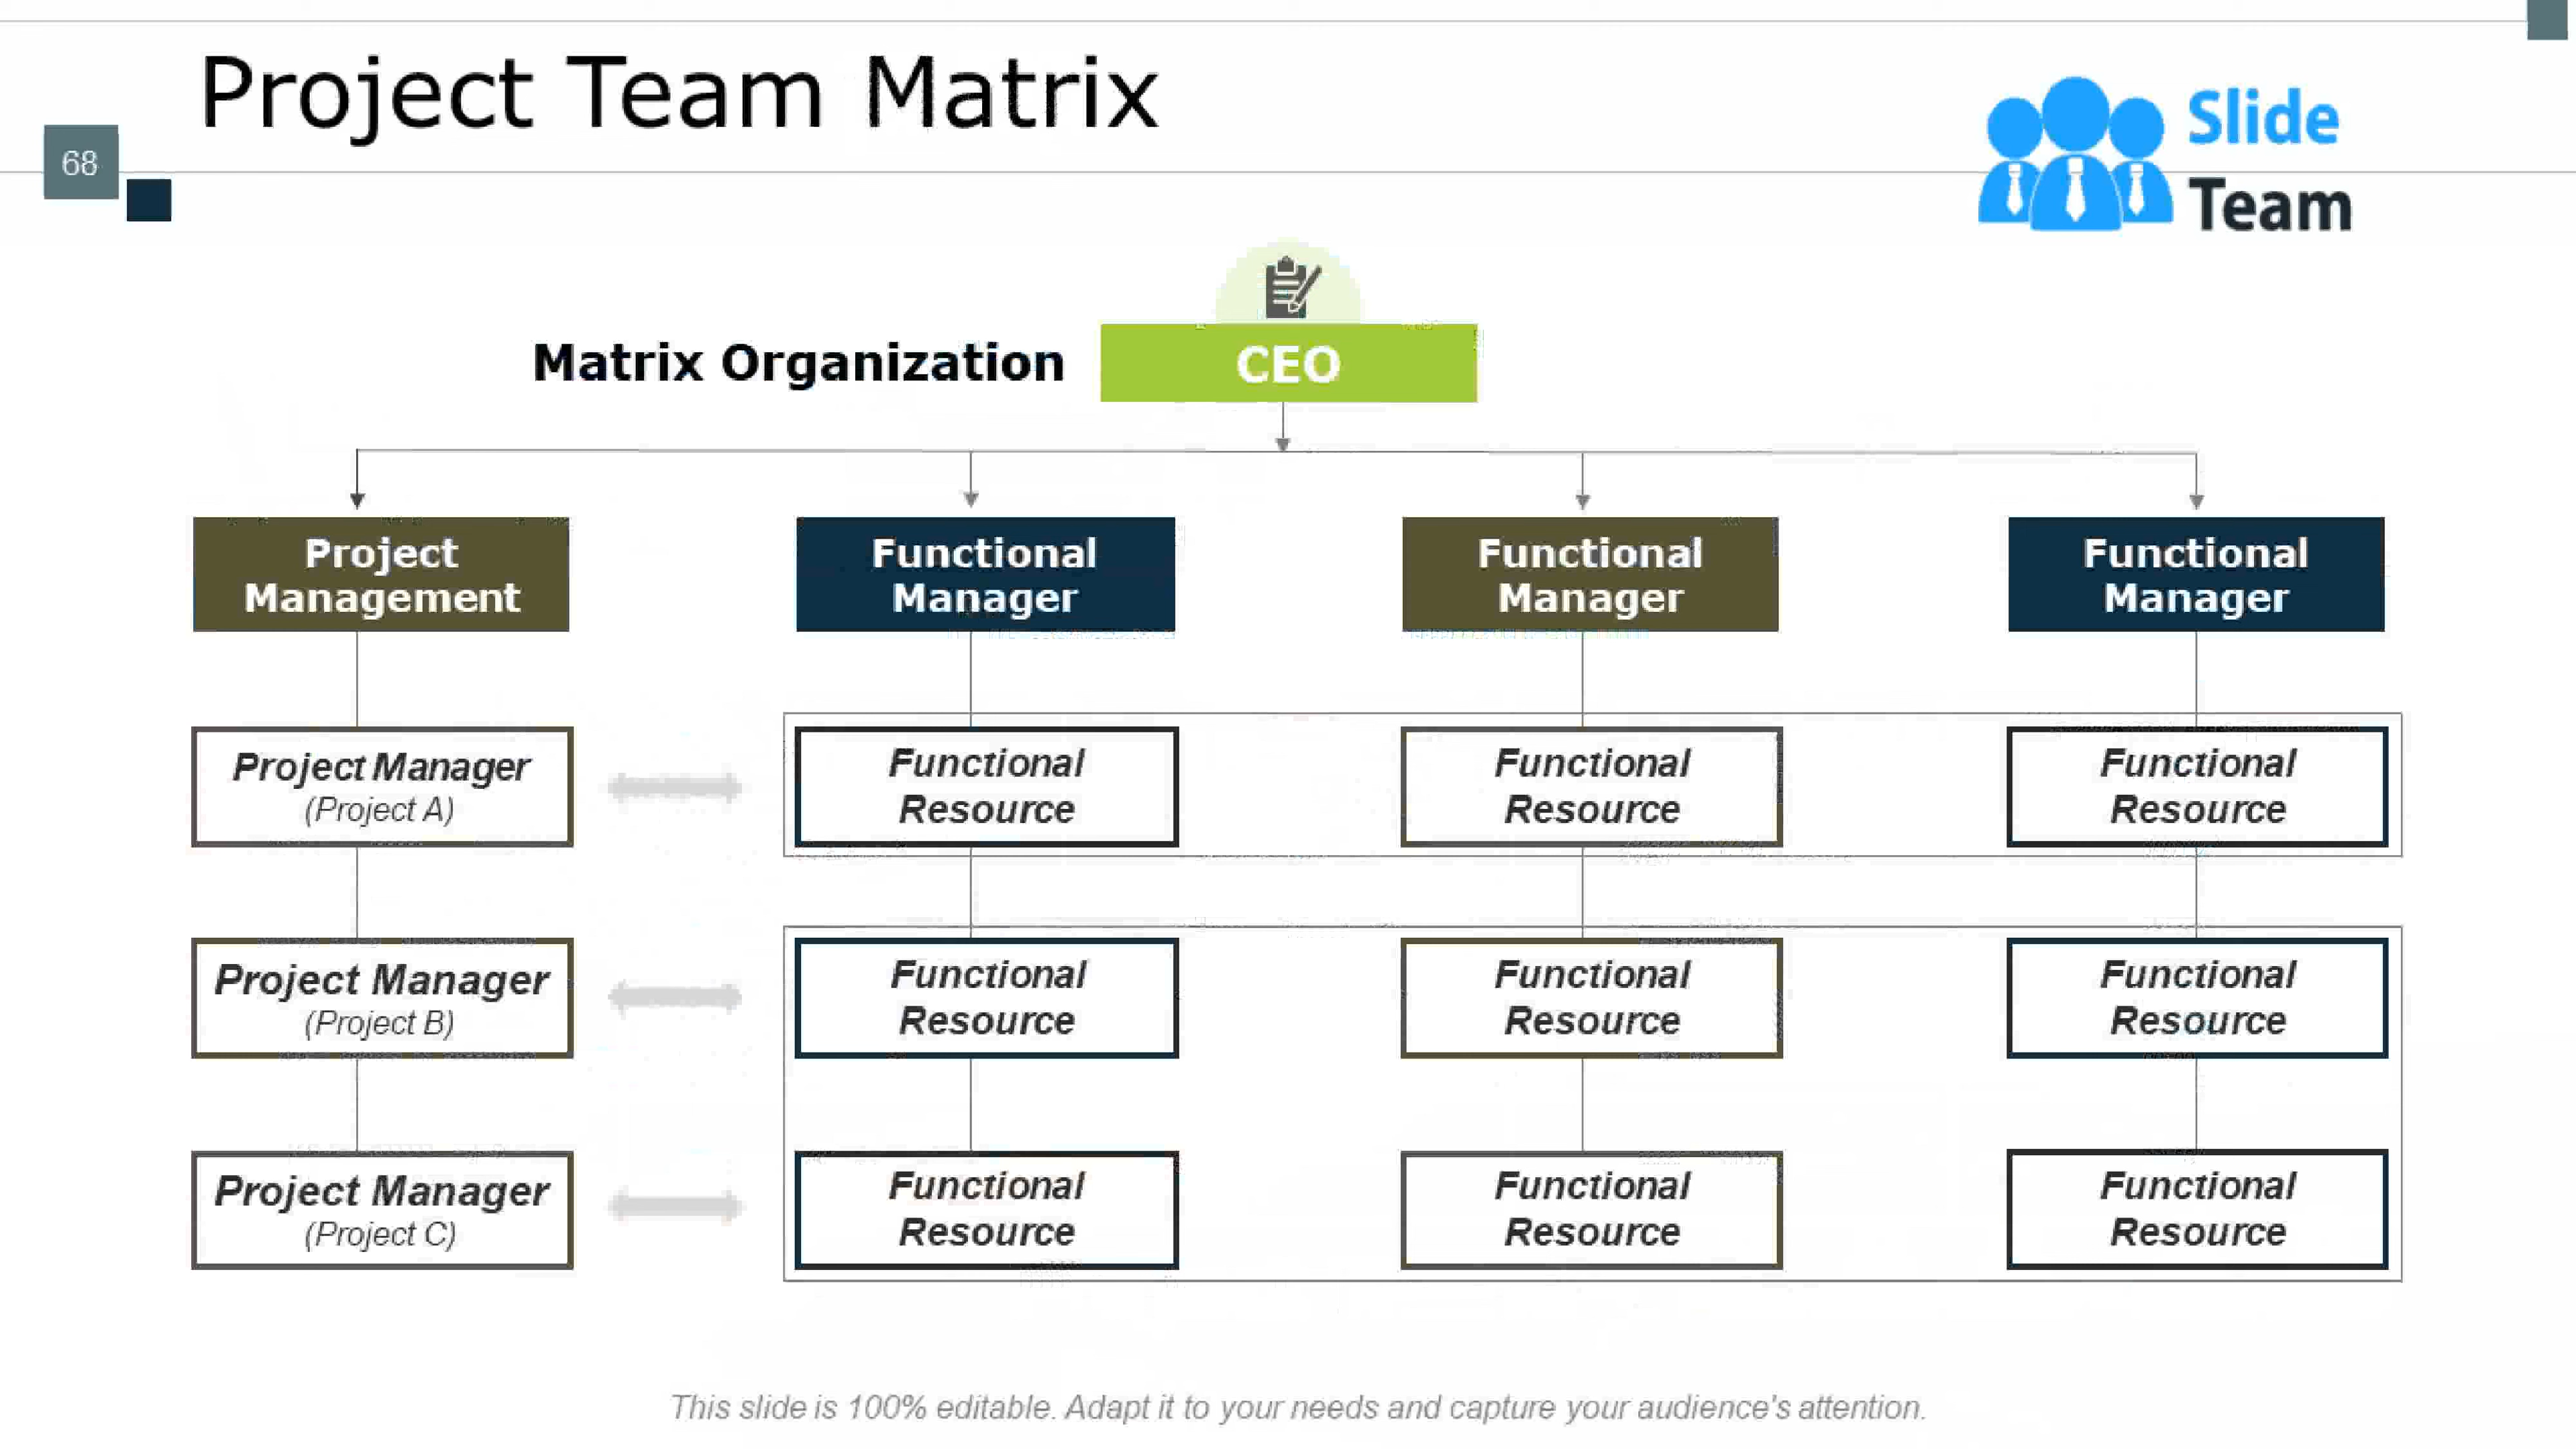 Project Team Matrix
68
Slide
Team
Matrix Organization
CEO
Project
Management
Functional
Manager
Functional
Manager
Functional
Manager
Project Manager
(Project A)
Functional
Resource
Functional
Resource
Functional
Resource
Project Manager
(Project B)
Functional
Resource
Functional
Resource
Functional
Resource
Project Manager
(Project C)
Functional
Resource
Functional
Resource
Functional
Resource
This slide is 100% editable. Adapt it to your needs and capture your audience's attention.